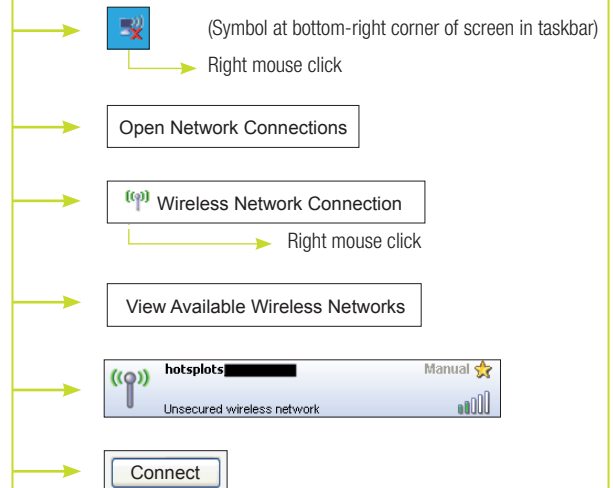 (Symbol at bottom-right corner of screen in taskbar)
Right mouse click
Open Network Connections
Wireless Network Connection
Right mouse click
View Available Wireless Networks
hotsplots
Manual
Unsecured wireless network
Connect